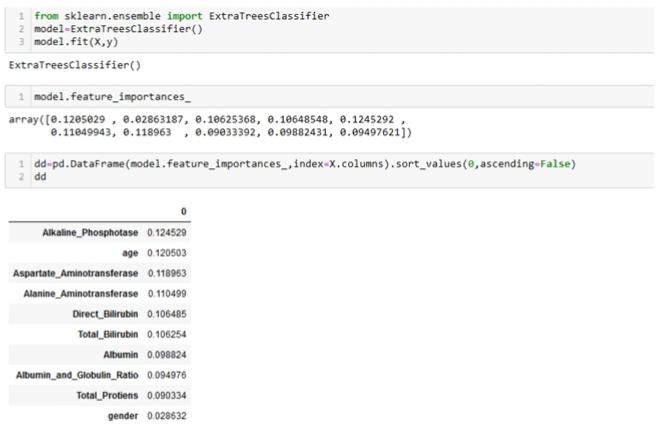 1 from sklearn.ensemble import ExtraTreesClassifier
2 model=ExtraTreesClassifier()
3 model.fit(X,y)
ExtraTreesClassifier()
1 model.feature_importances_
array([0.1205029 , 0.02863187, 0.10625368, 0.10648548, 0.1245292 ,
0.11049943, 0.118963  , 0.09033392, 0.09882431, 0.09497621])
1 dd=pd.DataFrame(model.feature_importances_,index=X.columns).sort_values(0,ascending=False)
2 dd
0
Alkaline_Phosphotase 0.124529
age 0.120503
Aspartate_Aminotransferase 0.118963
Alanine_Aminotransferase 0.110499
Direct_Bilirubin 0.106485
Total_Bilirubin 0.106254
Albumin 0.098824
Albumin_and_Globulin_Ratio 0.094976
Total_Protiens 0.090334
gender 0.028632